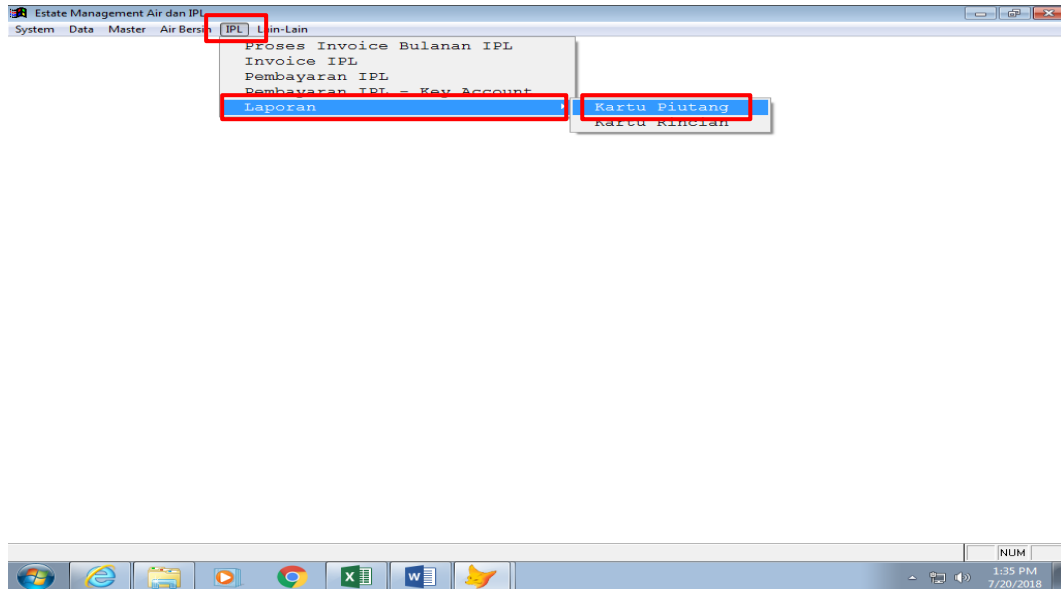 Estate Management Air dan IPL
System Data Master Air Bersih IPL Lain-Lain
Proses Invoice Bulanan IPL
Invoice IPL
Pembayaran IPL
Pembayaran IPL - Key Account
Laporan
Kartu Piutang
Kartu Rincian
NUM
1:35 PM
7/20/2018